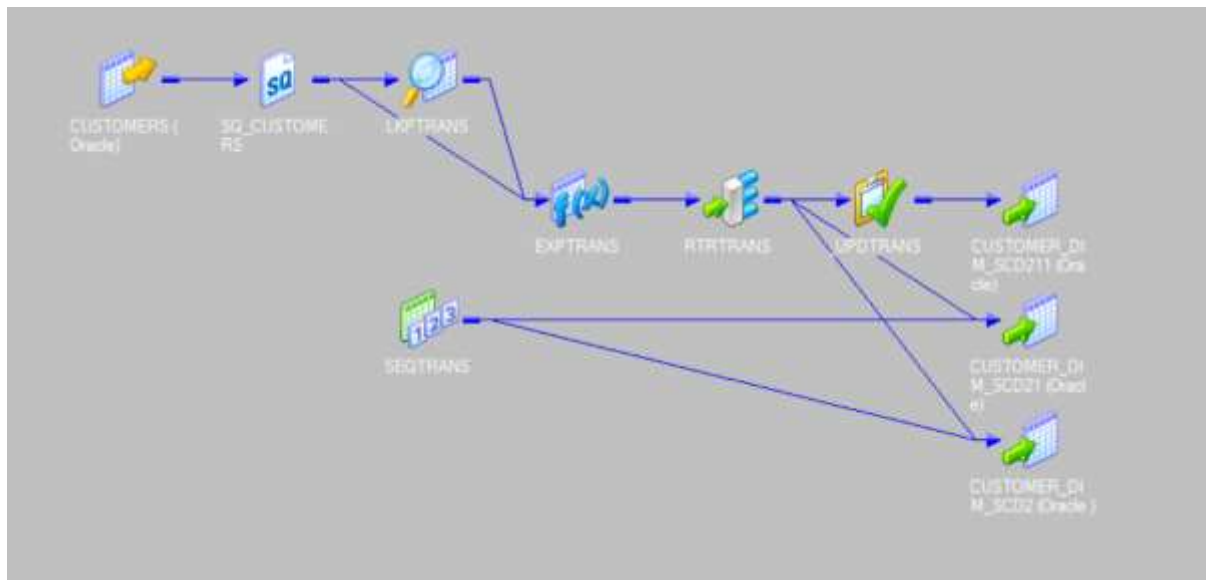 CUSTOMERS (
Oracle)
SQ_CUSTOME
RS
LKPTRANS
EXPTRANS
RTRTRANS
UPDTRANS
CUSTOMER_DI
M_SCD211 (Ora
cle)
SEQTRANS
CUSTOMER_DI
M_SCD21 (Oracl
e)
CUSTOMER_DI
M_SCD2 (Oracle )